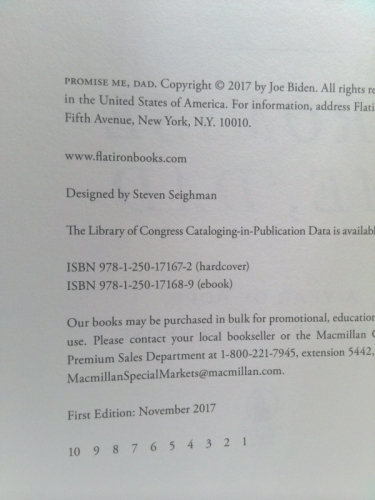 PROMISE ME, DAD. Copyright © 2017 by Joe Biden. All rights
in the United States of America. For information, address
Fifth Avenue, New York, N.Y. 10010.
www.flatironbooks.com
Designed by Steven Seighman
The Library of Congress Cataloging-in-Publication Data is
ISBN 978-1-250-17167-2 (hardcover)
ISBN 978-1-250-17168-9 (ebook)
Our books may be purchased in bulk for promotional,
use. Please contact your local bookseller or the Macmillan
Premium Sales Department at 1-800-221-7945, extension 5442,
MacmillanSpecialMarkets@macmillan.com.
First Edition: November 2017
10 9 8 7 6 5 4 3 2 1